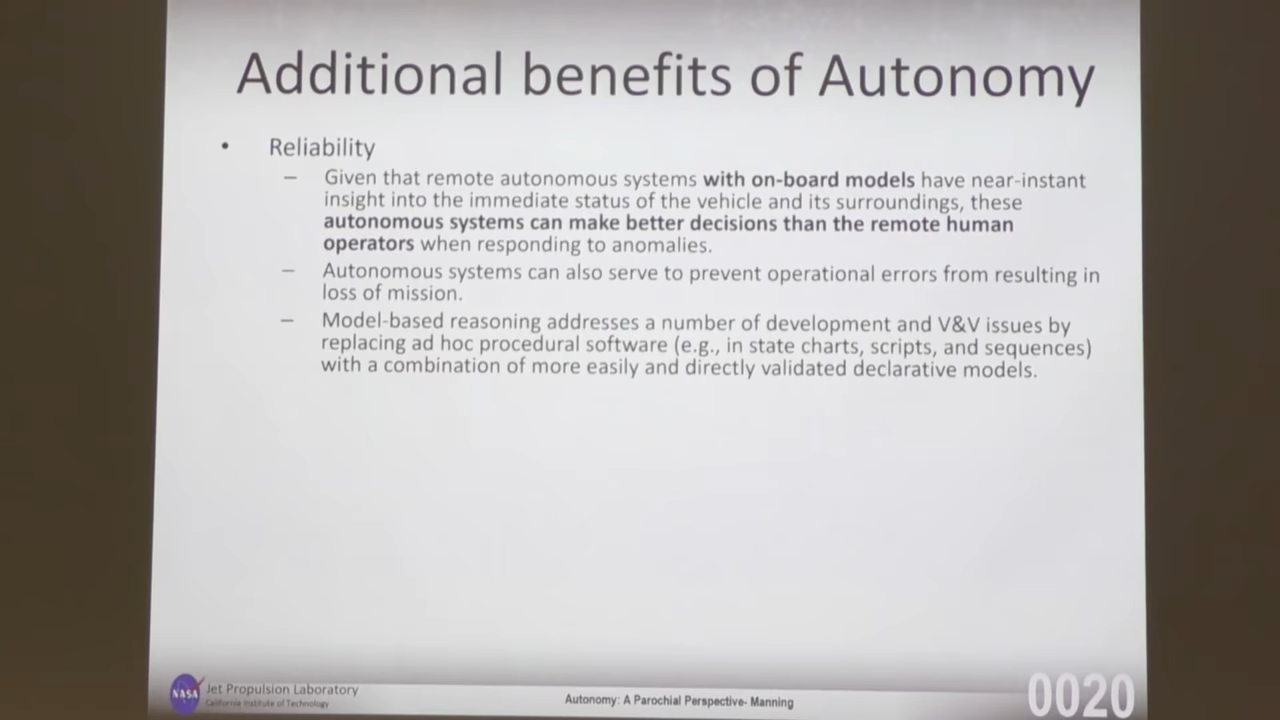 Additional benefits of Autonomy
• Reliability
– Given that remote autonomous systems with on-board models have near-instant
insight into the immediate status of the vehicle and its surroundings, these
autonomous systems can make better decisions than the remote human
operators when responding to anomalies.
– Autonomous systems can also serve to prevent operational errors from resulting in
loss of mission.
– Model-based reasoning addresses a number of development and V&V issues by
replacing ad hoc procedural software (e.g., in state charts, scripts, and sequences)
with a combination of more easily and directly validated declarative models.
NASA
Jet Propulsion Laboratory
California Institute of Technology
Autonomy: A Parochial Perspective- Manning
0020